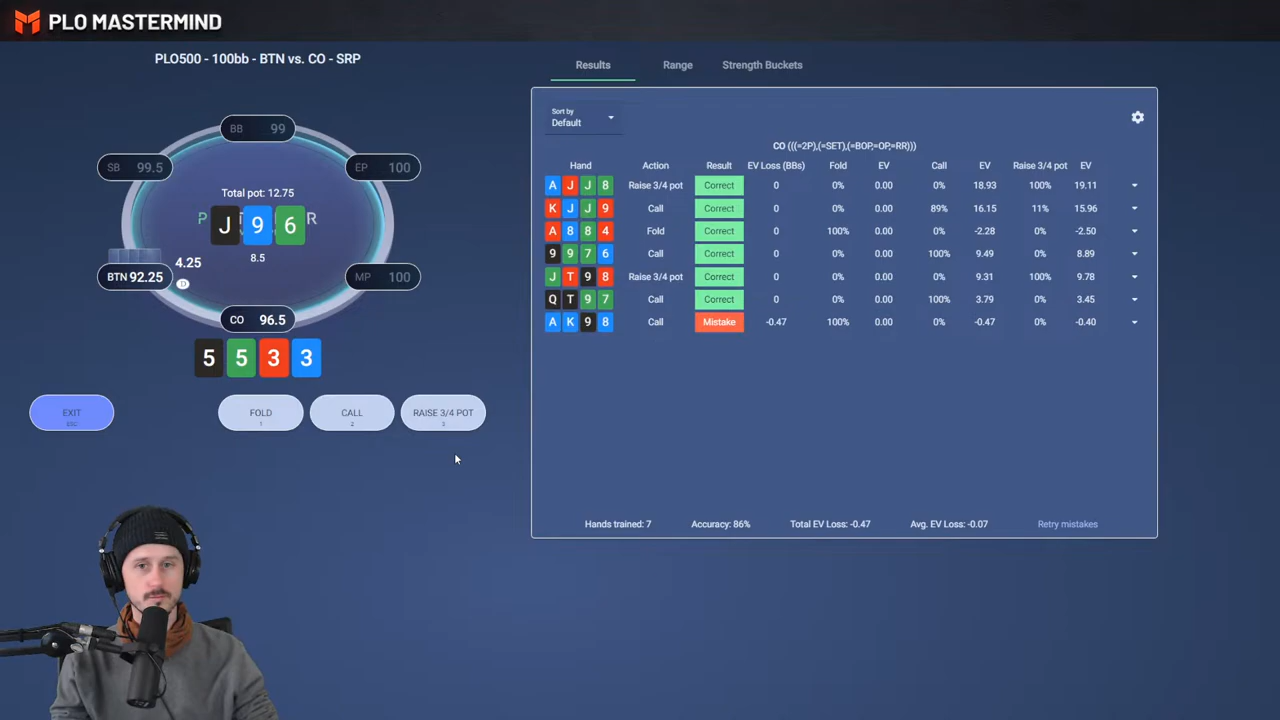 PLO MASTERMIND
PLO500 - 100bb - BTN vs. CO - SRP
BB 99
SB 99.5
EP 100
Total pot: 12.75
P R
J 9 6
8.5
4.25
BTN 92.25
D
MP 100
CO 96.5
5 5 3 3
EXIT
ESC
FOLD
1
CALL
2
RAISE 3/4 POT
3
Results Range Strength Buckets
Sort by
Default
CO (((=2P),(=SET),(=BOP,=OP,=RR)))
Hand Action Result EV Loss (BBs) Fold EV Call EV Raise 3/4 pot EV
A J J 8 Raise 3/4 pot Correct 0 0% 0.00 0% 18.93 100% 19.11
K J J 9 Call Correct 0 0% 0.00 89% 16.15 11% 15.96
A 8 8 4 Fold Correct 0 100% 0.00 0% -2.28 0% -2.50
9 9 7 6 Call Correct 0 0% 0.00 100% 9.49 0% 8.89
J T 9 8 Raise 3/4 pot Correct 0 0% 0.00 0% 9.31 100% 9.78
Q T 9 7 Call Correct 0 0% 0.00 100% 3.79 0% 3.45
A K 9 8 Call Mistake -0.47 100% 0.00 0% -0.47 0% -0.40
Hands trained: 7 Accuracy: 86% Total EV Loss: -0.47 Avg. EV Loss: -0.07 Retry mistakes